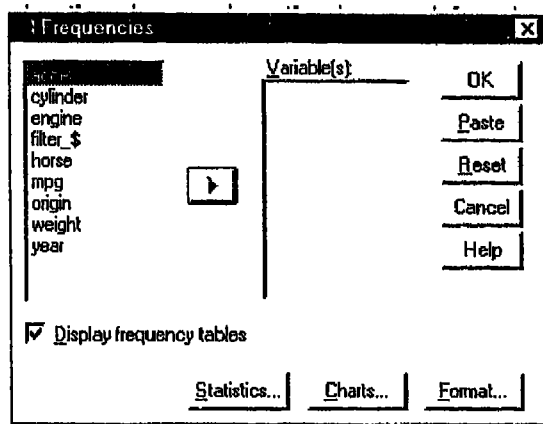 Frequencies
Variable(s):
cylinder
engine
filter_$
horse
mpg
origin
weight
year
OK
Paste
Reset
Cancel
Help
Display frequency tables
Statistics...
Charts...
Format...